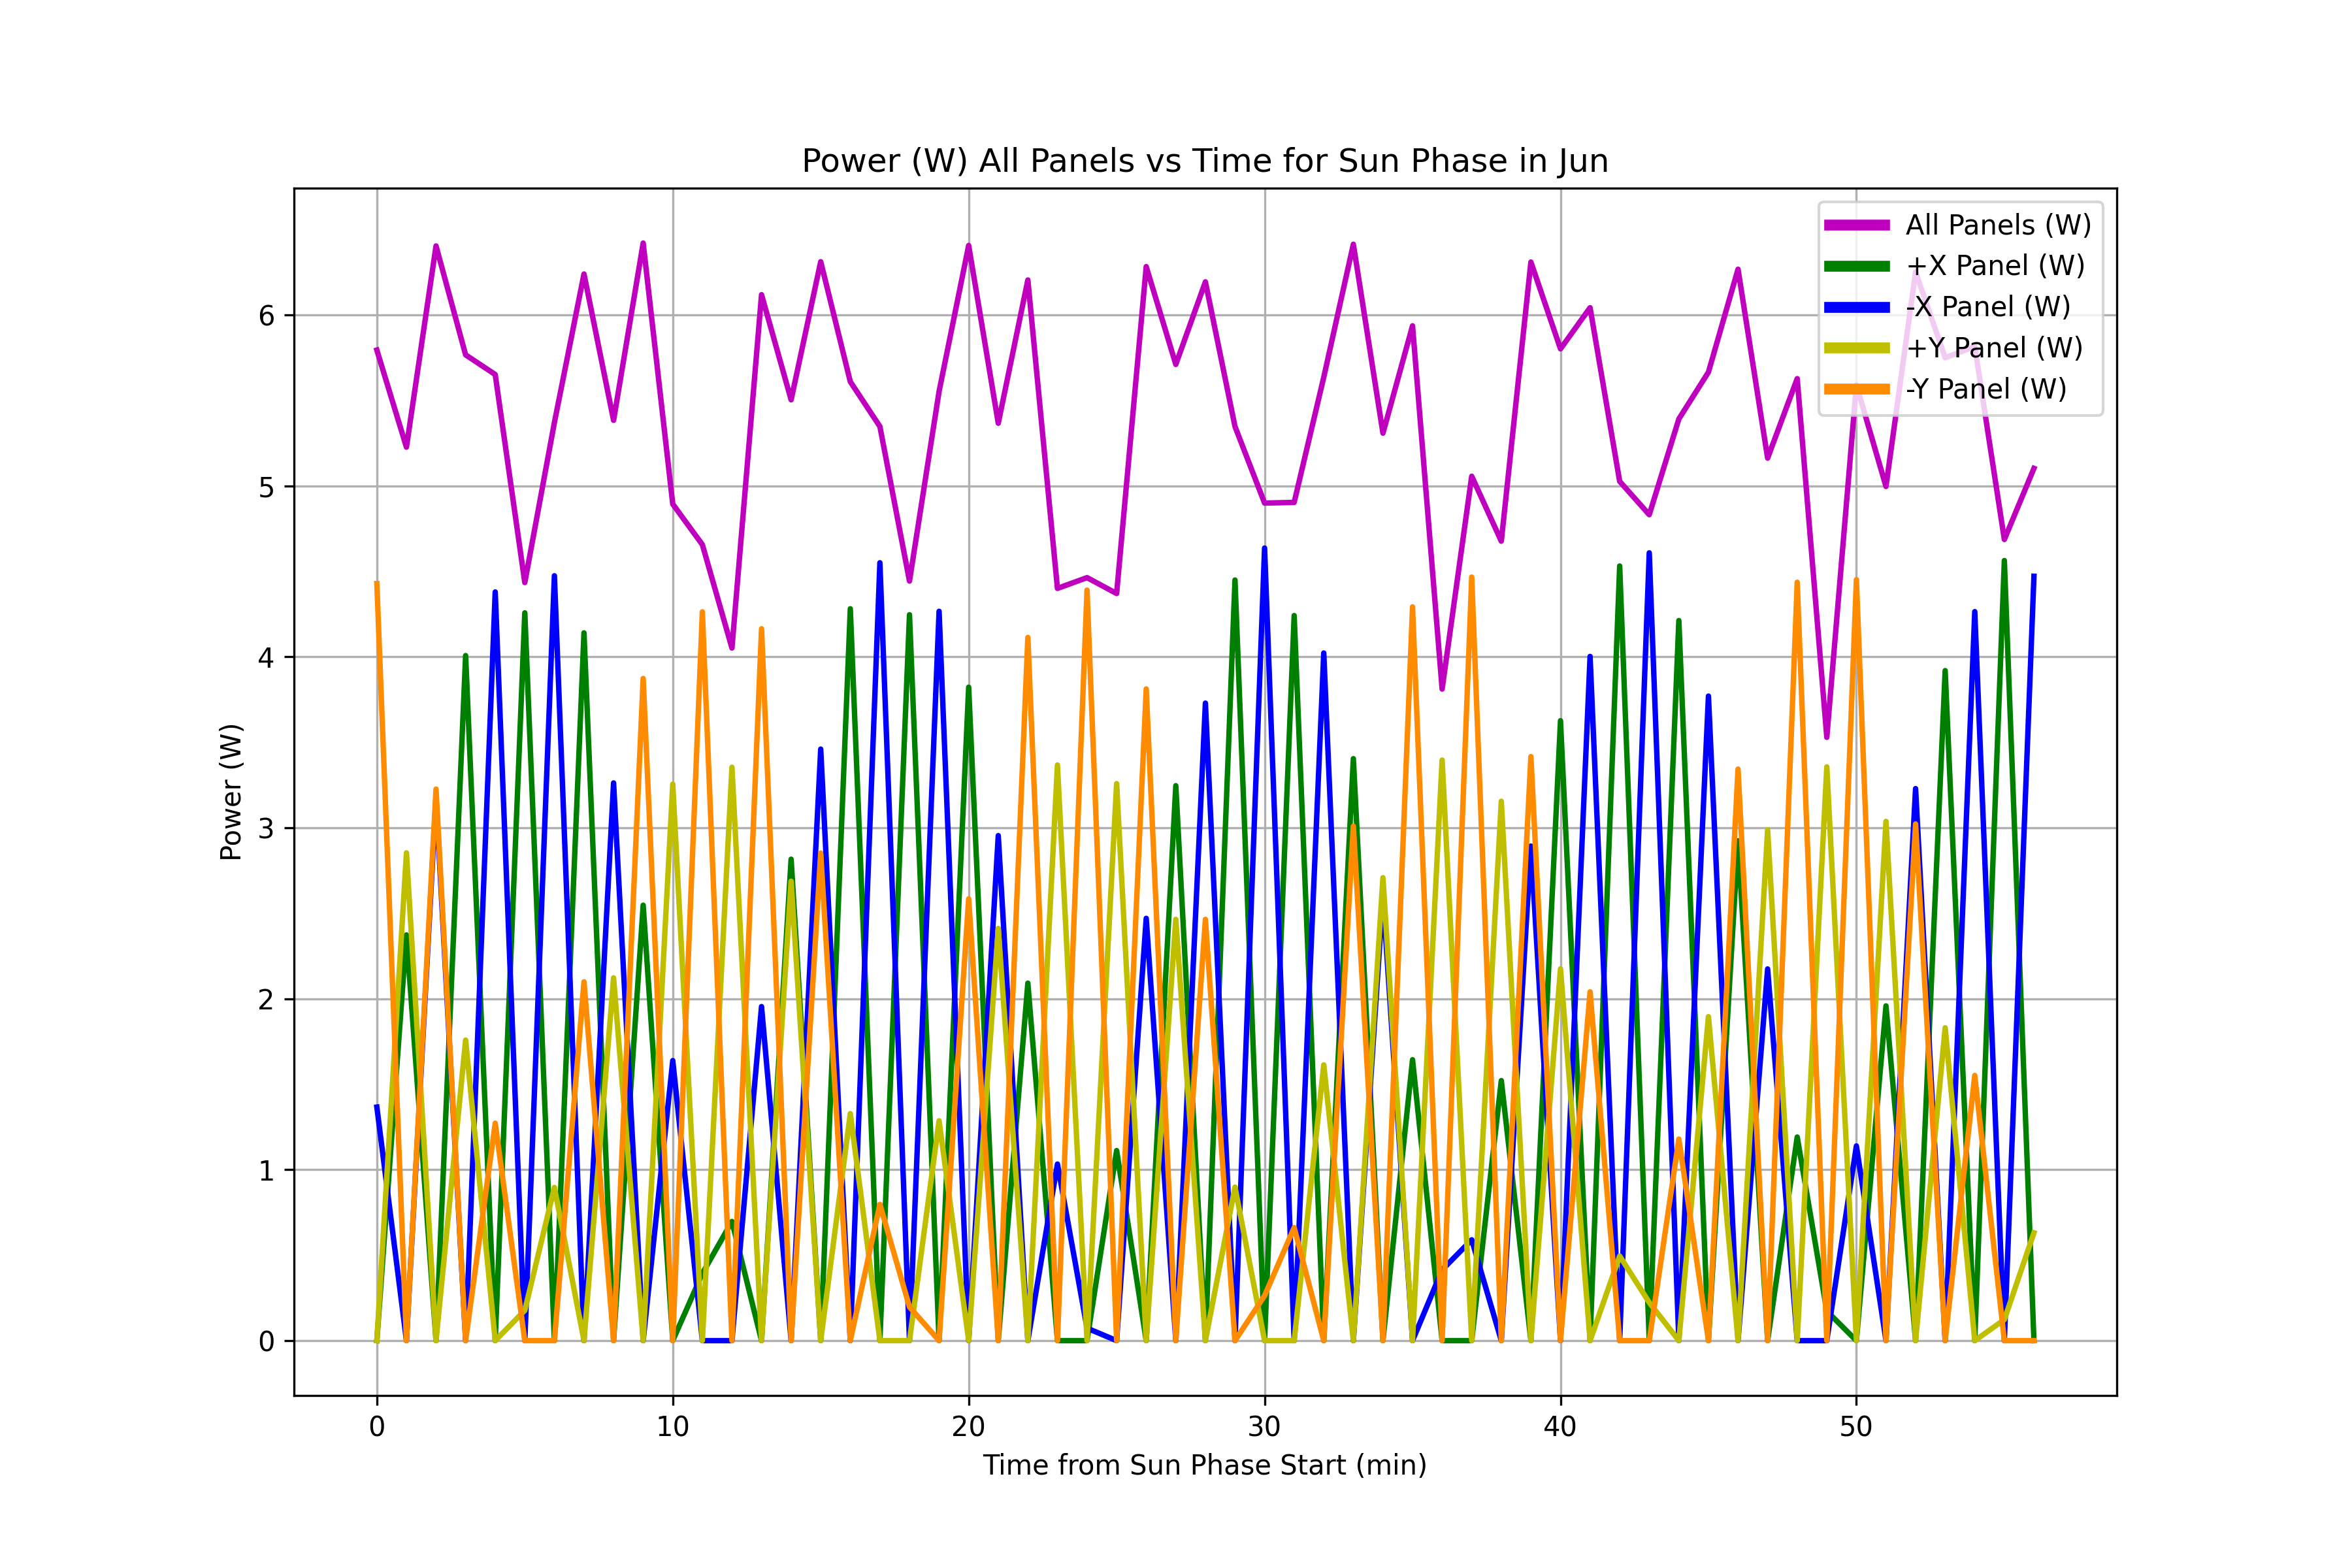 Power (W) All Panels vs Time for Sun Phase in Jun
All Panels (W)
+X Panel (W)
-X Panel (W)
+Y Panel (W)
-Y Panel (W)
Power (W)
6
5
4
3
2
1
0
0 10 20 30 40 50
Time from Sun Phase Start (min)